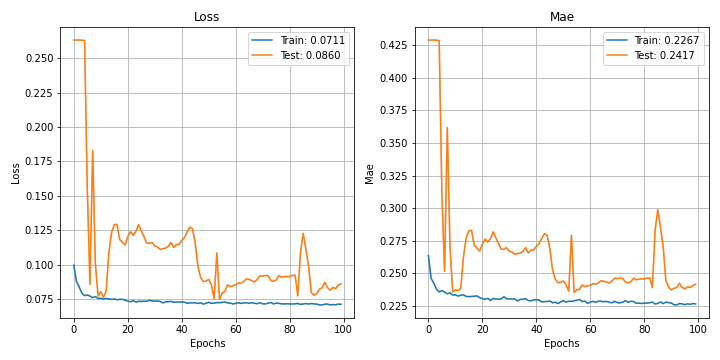 Loss
Train: 0.0711
Test: 0.0860
0.250
0.225
0.200
0.175
0.150
0.125
0.100
0.075
Loss
0
20
40
60
80
100
Epochs
Mae
Train: 0.2267
Test: 0.2417
0.425
0.400
0.375
0.350
0.325
0.300
0.275
0.250
0.225
Mae
0
20
40
60
80
100
Epochs